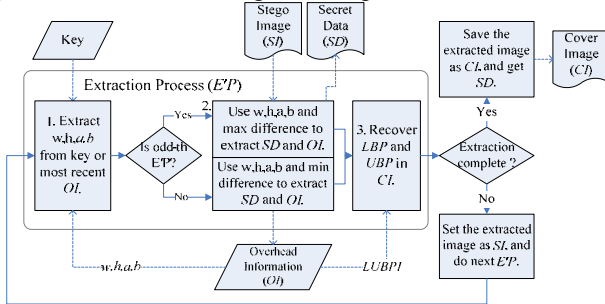 Key
Stego
Image
(SI)
Secret
Data
(SD)
Save the
extracted image
as CI, and get
SD.
Cover
Image
(CI)
Extraction Process (E'P)
1. Extract
w,h,a,b
from key or
most recent
OI.
Is odd-th
E'P?
Yes
No
2.
Use w,h,a,b and
max difference to
extract SD and OI.
Use w,h,a,b and min
difference to extract
SD and OI.
3. Recover
LBP and
UBP in
CI.
Yes
Extraction
complete ?
No
Set the extracted
image as SI, and
do next E'P.
w,h,a,b
Overhead
Information
(OI)
LUBPI